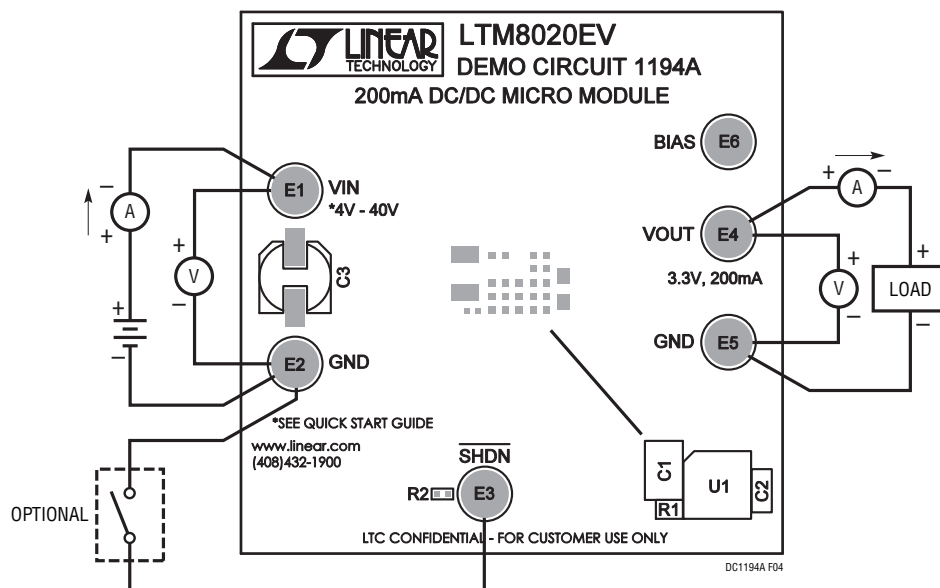 LINEAR
TECHNOLOGY
LTM8020EV
DEMO CIRCUIT 1194A
200mA DC/DC MICRO MODULE
BIAS
E6
E1
VIN
*4V - 40V
–
A
+
+
V
–
+
–
C3
VOUT
E4
3.3V, 200mA
+
A
–
+
V
–
+
LOAD
–
E2
GND
GND
E5
*SEE QUICK START GUIDE
www.linear.com
(408)432-1900
SHDN
R2
E3
C1
R1
U1
C2
OPTIONAL
LTC CONFIDENTIAL - FOR CUSTOMER USE ONLY
DC1194A F04